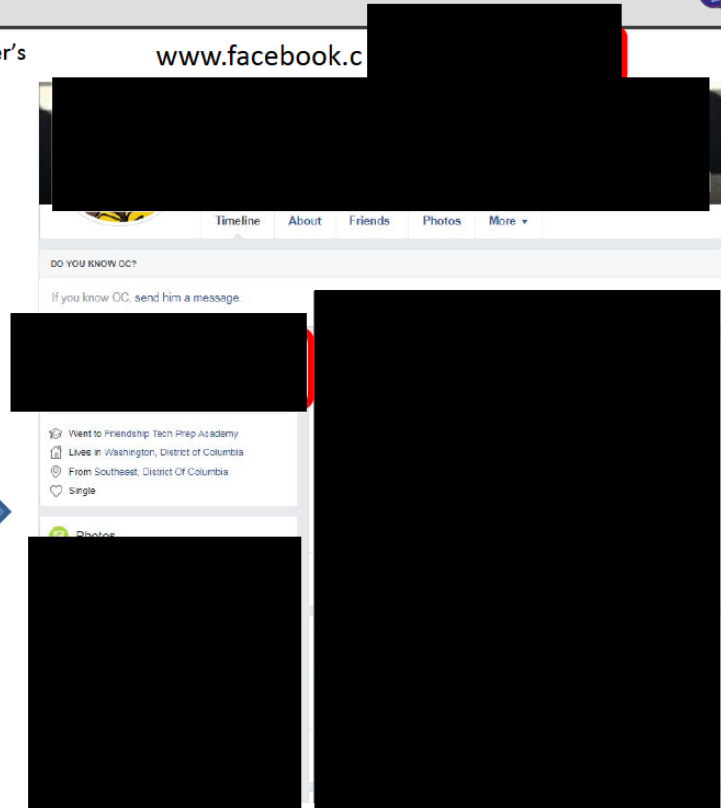 er's
www.facebook.c
Timeline About Friends Photos More
DO YOU KNOW OC?
If you know OC, send him a message.
Went to Friendship Tech Prep Academy
Lives in Washington, District of Columbia
From Southeast, District Of Columbia
Single
Photos